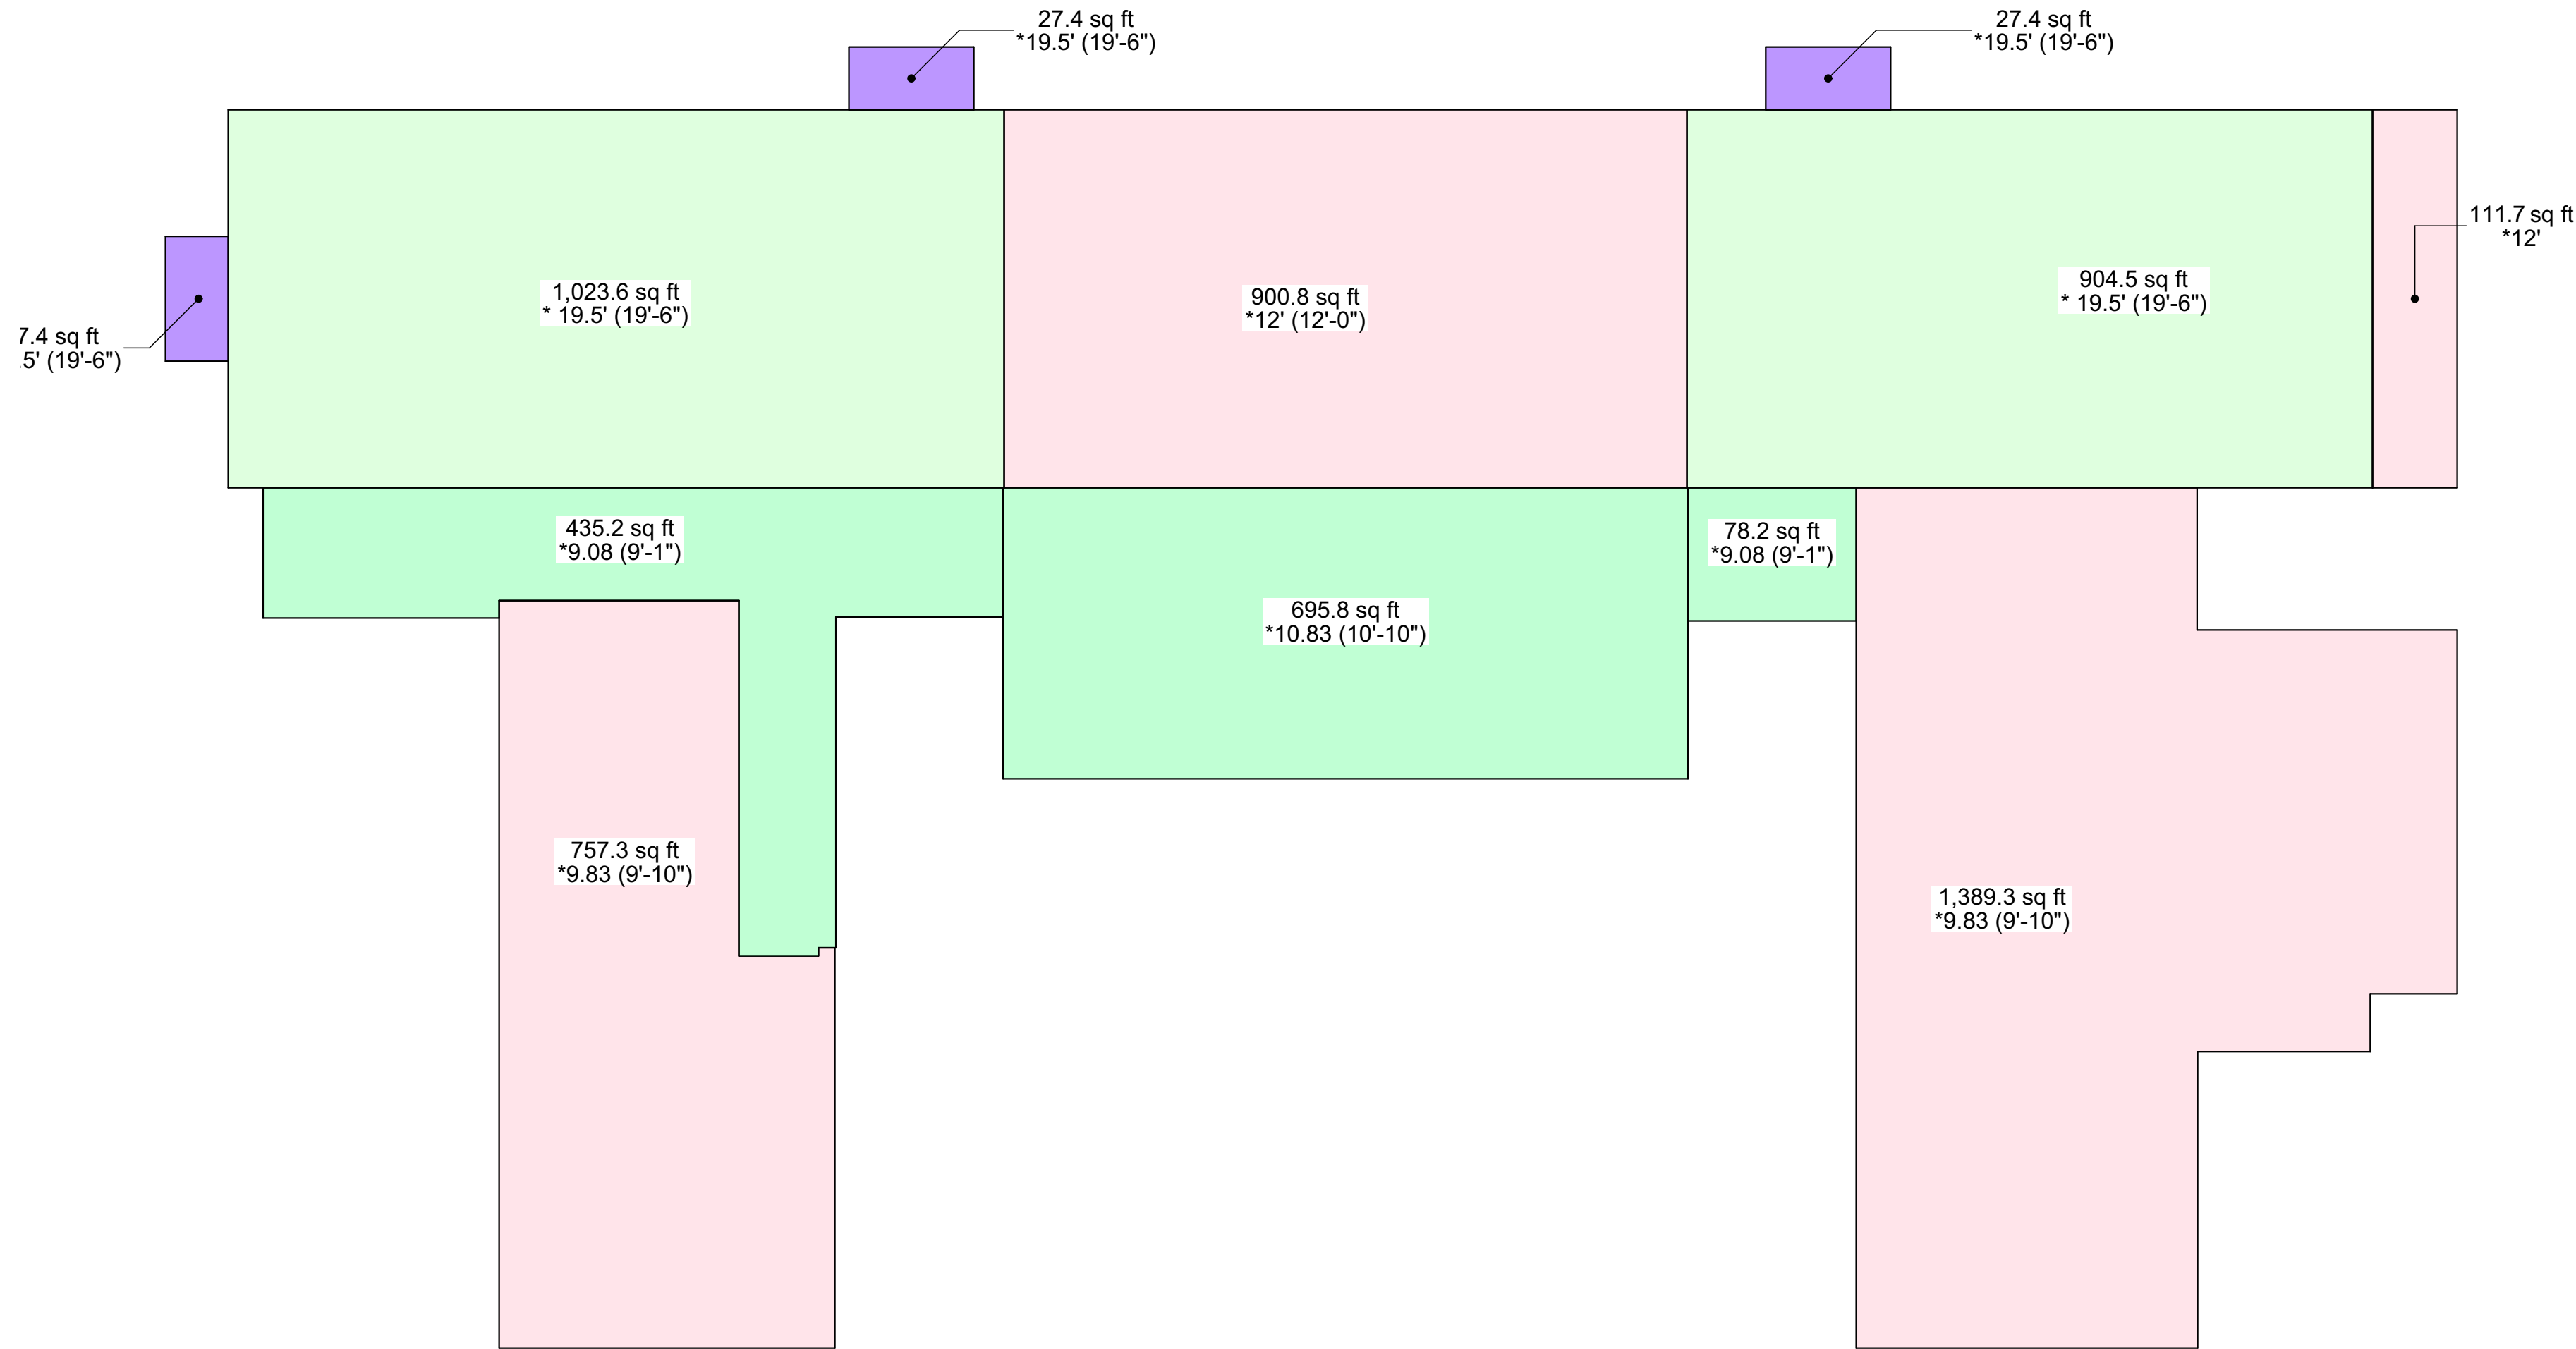 27.4 sq ft
*19.5' (19'-6")
27.4 sq ft
*19.5' (19'-6")
111.7 sq ft
*12'
1,023.6 sq ft
* 19.5' (19'-6")
900.8 sq ft
*12' (12'-0")
904.5 sq ft
* 19.5' (19'-6")
7.4 sq ft
.5' (19'-6")
435.2 sq ft
*9.08 (9'-1")
78.2 sq ft
*9.08 (9'-1")
695.8 sq ft
*10.83 (10'-10")
757.3 sq ft
*9.83 (9'-10")
1,389.3 sq ft
*9.83 (9'-10")